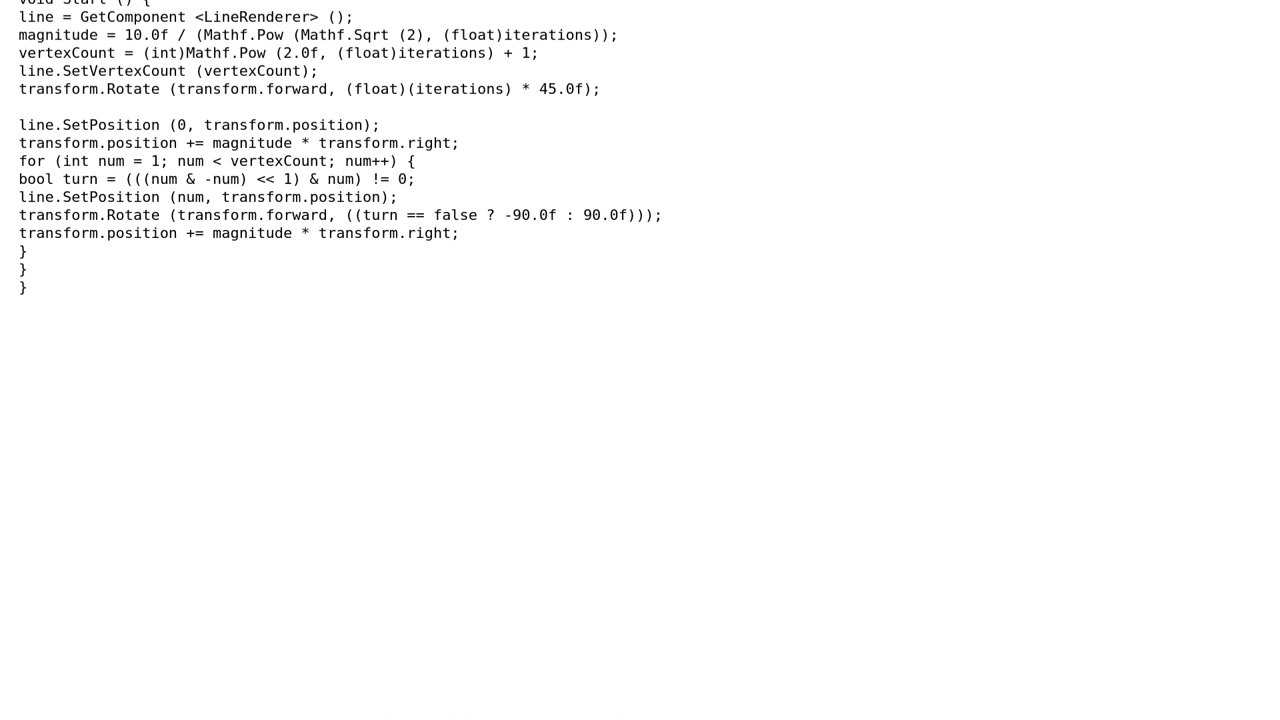 void Start () {
line = GetComponent <LineRenderer> ();
magnitude = 10.0f / (Mathf.Pow (Mathf.Sqrt (2), (float)iterations));
vertexCount = (int)Mathf.Pow (2.0f, (float)iterations) + 1;
line.SetVertexCount (vertexCount);
transform.Rotate (transform.forward, (float)(iterations) * 45.0f);
line.SetPosition (0, transform.position);
transform.position += magnitude * transform.right;
for (int num = 1; num < vertexCount; num++) {
bool turn = (((num & -num) << 1) & num) != 0;
line.SetPosition (num, transform.position);
transform.Rotate (transform.forward, ((turn == false ? -90.0f : 90.0f)));
transform.position += magnitude * transform.right;
}
}
}